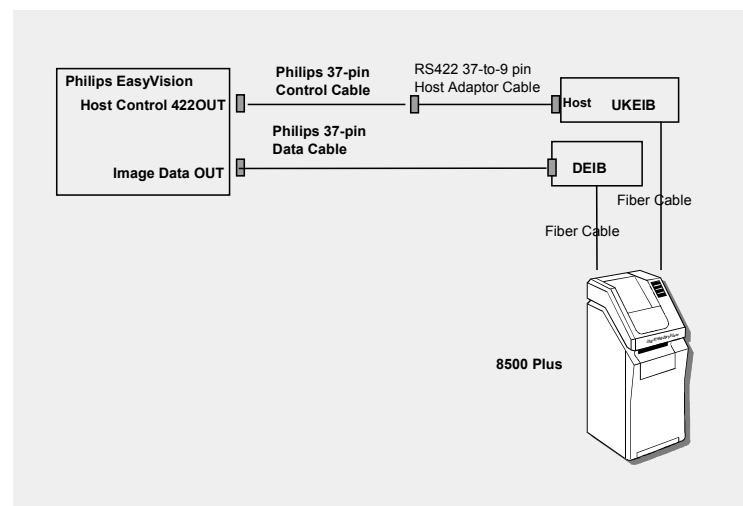 Philips EasyVision
Host Control 422OUT
Image Data OUT
Philips 37-pin
Control Cable
RS422 37-to-9 pin
Host Adaptor Cable
Host
UKEIB
Philips 37-pin
Data Cable
DEIB
Fiber Cable
Fiber Cable
8500 Plus